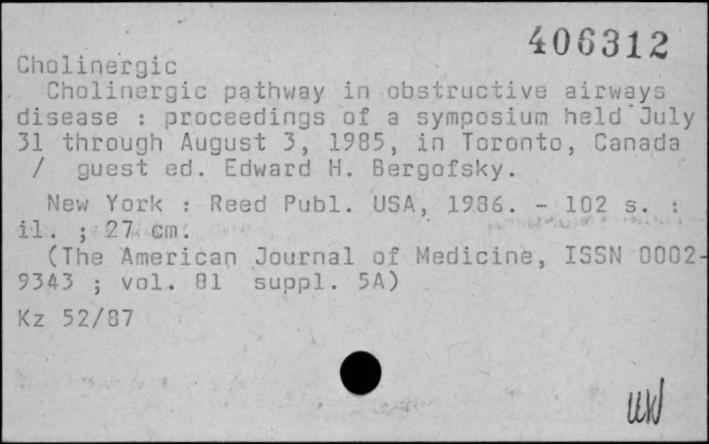 406312
Cholinergic
Cholinergic pathway in obstructive airways
disease : proceedings of a symposium held July
31 through August 3, 1985, in Toronto, Canada
/ guest ed. Edward H. Bergofsky.
New York : Reed Publ. USA, 1986. - 102 s. :
il. ; 27 cm.
(The American Journal of Medicine, ISSN 0002-
9343 ; vol. 81 suppl. 5A)
Kz 52/87